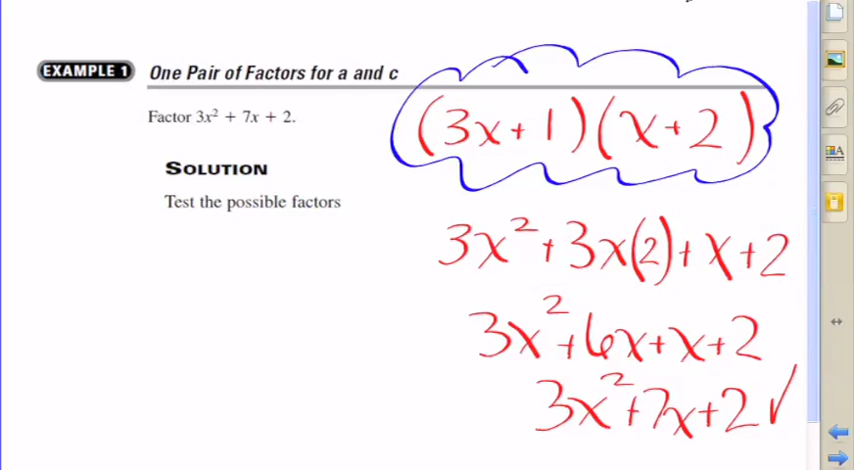 EXAMPLE 1 One Pair of Factors for a and c
Factor 3x² + 7x + 2.
(3x+1)(x+2)
SOLUTION
Test the possible factors
3x²+3x(2)+x+2
3x²+6x+x+2
3x²+7x+2✓